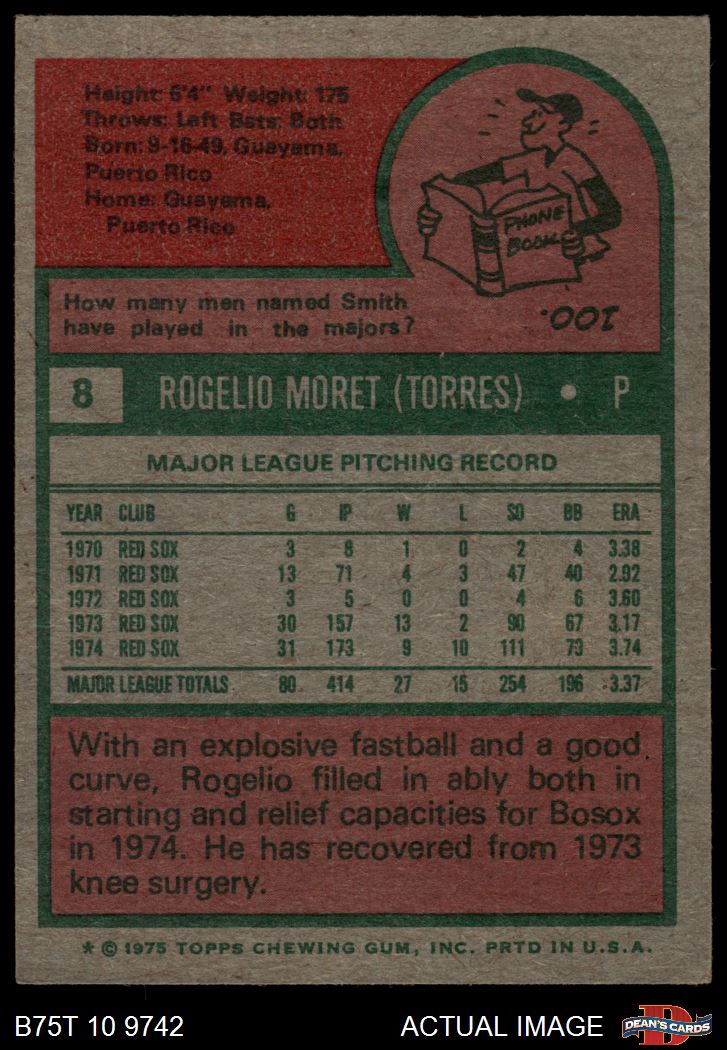 Height: 6'4" Weight: 175
Throws: Left Bats: Both
Born: 9-16-49, Guayama,
Puerto Rico
Home: Guayama,
Puerto Rico
PHONE
BOOK
How many men named Smith
have played in the majors?
100.
8 ROGELIO MORET (TORRES) • P
MAJOR LEAGUE PITCHING RECORD
YEAR CLUB G IP W L SO BB ERA
1970 RED SOX 3 8 1 0 2 4 3.38
1971 RED SOX 13 71 4 3 47 40 2.92
1972 RED SOX 3 5 0 0 4 6 3.60
1973 RED SOX 30 157 13 2 90 67 3.17
1974 RED SOX 31 173 9 10 111 79 3.74
MAJOR LEAGUE TOTALS 80 414 27 15 254 196 3.37
With an explosive fastball and a good
curve, Rogelio filled in ably both in
starting and relief capacities for Bosox
in 1974. He has recovered from 1973
knee surgery.
* © 1975 TOPPS CHEWING GUM, INC. PRTD IN U.S.A.
B75T 10 9742 ACTUAL IMAGE
D
DEAN'S CARDS